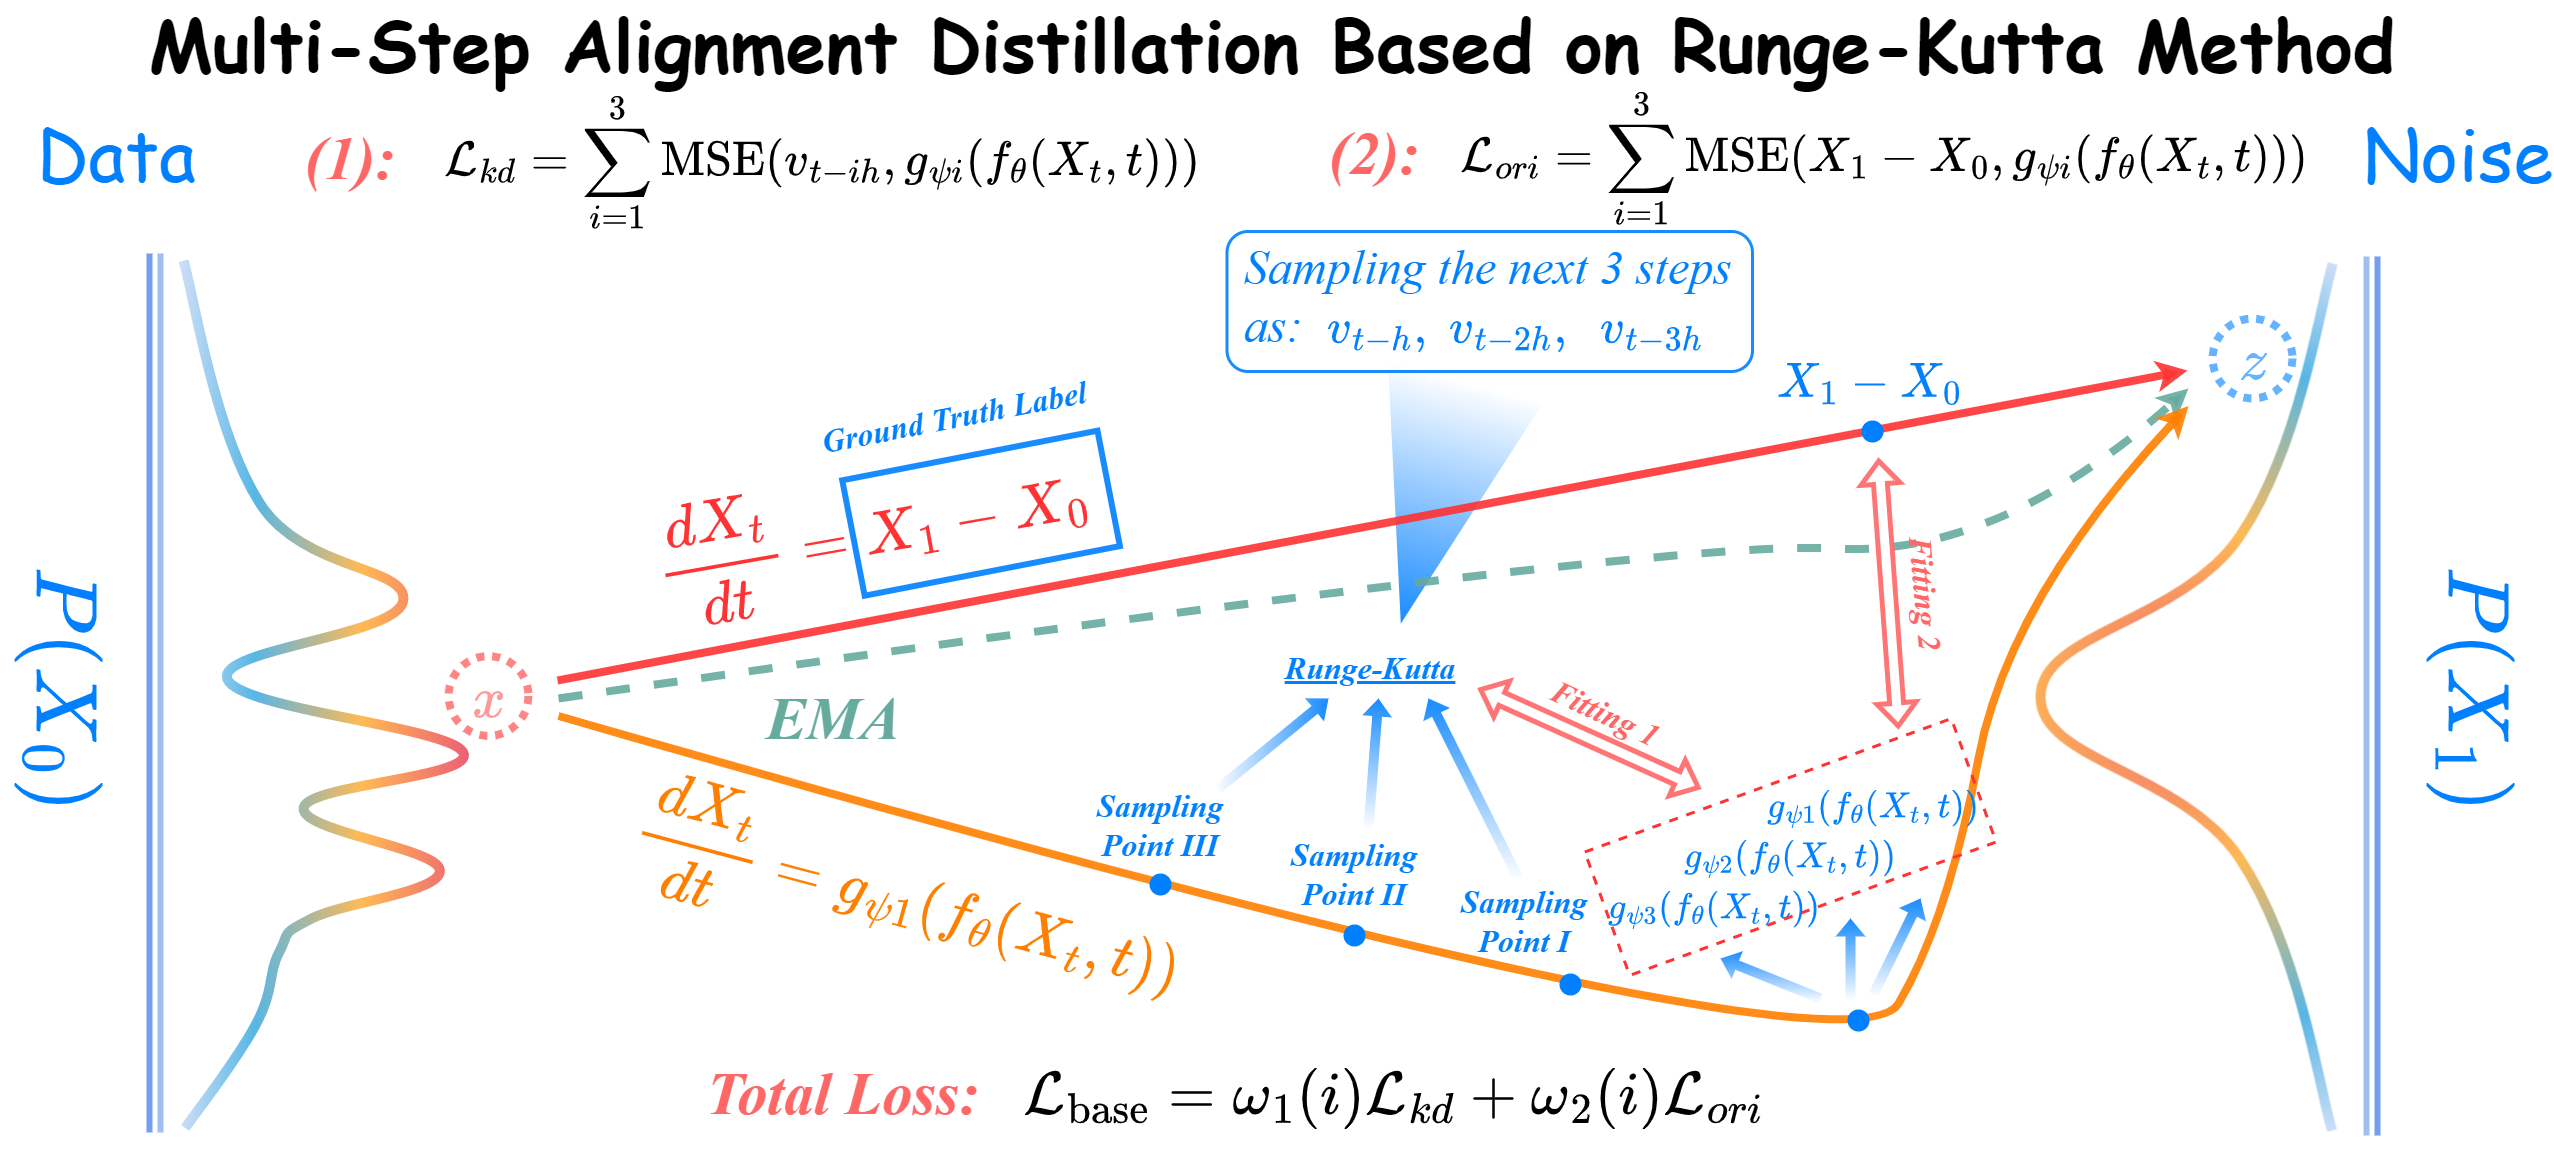 Multi-Step Alignment Distillation Based on Runge-Kutta Method
Data
(1): $\mathcal{L}_{kd} = \sum_{i=1}^{3} \mathrm{MSE}(v_{t-ih}, g_{\psi i}(f_\theta(X_t, t)))$
(2): $\mathcal{L}_{ori} = \sum_{i=1}^{3} \mathrm{MSE}(X_1 - X_0, g_{\psi i}(f_\theta(X_t, t)))$
Noise
Sampling the next 3 steps
as: $v_{t-h}$, $v_{t-2h}$, $v_{t-3h}$
$X_1 - X_0$
$z$
Ground Truth Label
$\frac{dX_t}{dt} = X_1 - X_0$
Fitting 2
$P(X_0)$
$P(X_1)$
$x$
EMA
Runge-Kutta
Fitting 1
Sampling
Point III
Sampling
Point II
Sampling
Point I
$g_{\psi 1}(f_\theta(X_t, t))$
$g_{\psi 2}(f_\theta(X_t, t))$
$g_{\psi 3}(f_\theta(X_t, t))$
$\frac{dX_t}{dt} = g_{\psi 1}(f_\theta(X_t, t))$
Total Loss: $\mathcal{L}_{\mathrm{base}} = \omega_1(i)\mathcal{L}_{kd} + \omega_2(i)\mathcal{L}_{ori}$